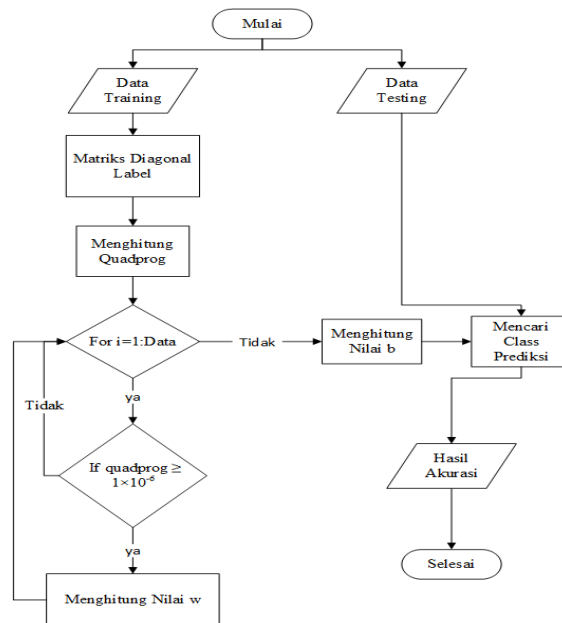 Mulai
Data
Training
Data
Testing
Matriks Diagonal
Label
Menghitung
Quadprog
For i=1:Data
Tidak
Menghitung
Nilai b
Mencari
Class
Prediksi
ya
Tidak
If quadprog ≥
1×10⁻⁶
Hasil
Akurasi
ya
Selesai
Menghitung Nilai w